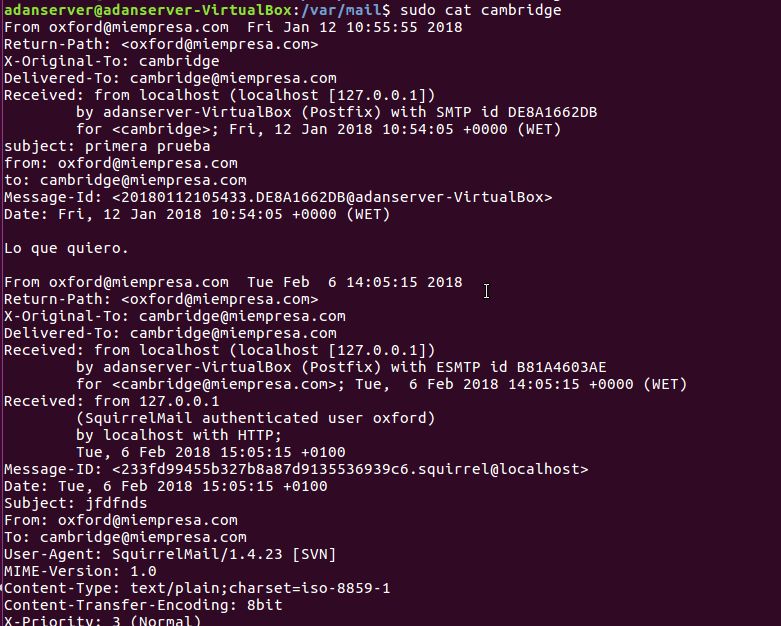 adanserver@adanserver-VirtualBox:/var/mail$ sudo cat cambridge
From oxford@miempresa.com  Fri Jan 12 10:55:55 2018
Return-Path: <oxford@miempresa.com>
X-Original-To: cambridge
Delivered-To: cambridge@miempresa.com
Received: from localhost (localhost [127.0.0.1])
        by adanserver-VirtualBox (Postfix) with SMTP id DE8A1662DB
        for <cambridge>; Fri, 12 Jan 2018 10:54:05 +0000 (WET)
subject: primera prueba
from: oxford@miempresa.com
to: cambridge@miempresa.com
Message-Id: <20180112105433.DE8A1662DB@adanserver-VirtualBox>
Date: Fri, 12 Jan 2018 10:54:05 +0000 (WET)

Lo que quiero.

From oxford@miempresa.com  Tue Feb  6 14:05:15 2018
Return-Path: <oxford@miempresa.com>
X-Original-To: cambridge@miempresa.com
Delivered-To: cambridge@miempresa.com
Received: from localhost (localhost [127.0.0.1])
        by adanserver-VirtualBox (Postfix) with ESMTP id B81A4603AE
        for <cambridge@miempresa.com>; Tue,  6 Feb 2018 14:05:15 +0000 (WET)
Received: from 127.0.0.1
        (SquirrelMail authenticated user oxford)
        by localhost with HTTP;
        Tue, 6 Feb 2018 15:05:15 +0100
Message-ID: <233fd99455b327b8a87d9135536939c6.squirrel@localhost>
Date: Tue, 6 Feb 2018 15:05:15 +0100
Subject: jfdfnds
From: oxford@miempresa.com
To: cambridge@miempresa.com
User-Agent: SquirrelMail/1.4.23 [SVN]
MIME-Version: 1.0
Content-Type: text/plain;charset=iso-8859-1
Content-Transfer-Encoding: 8bit
X-Priority: 3 (Normal)